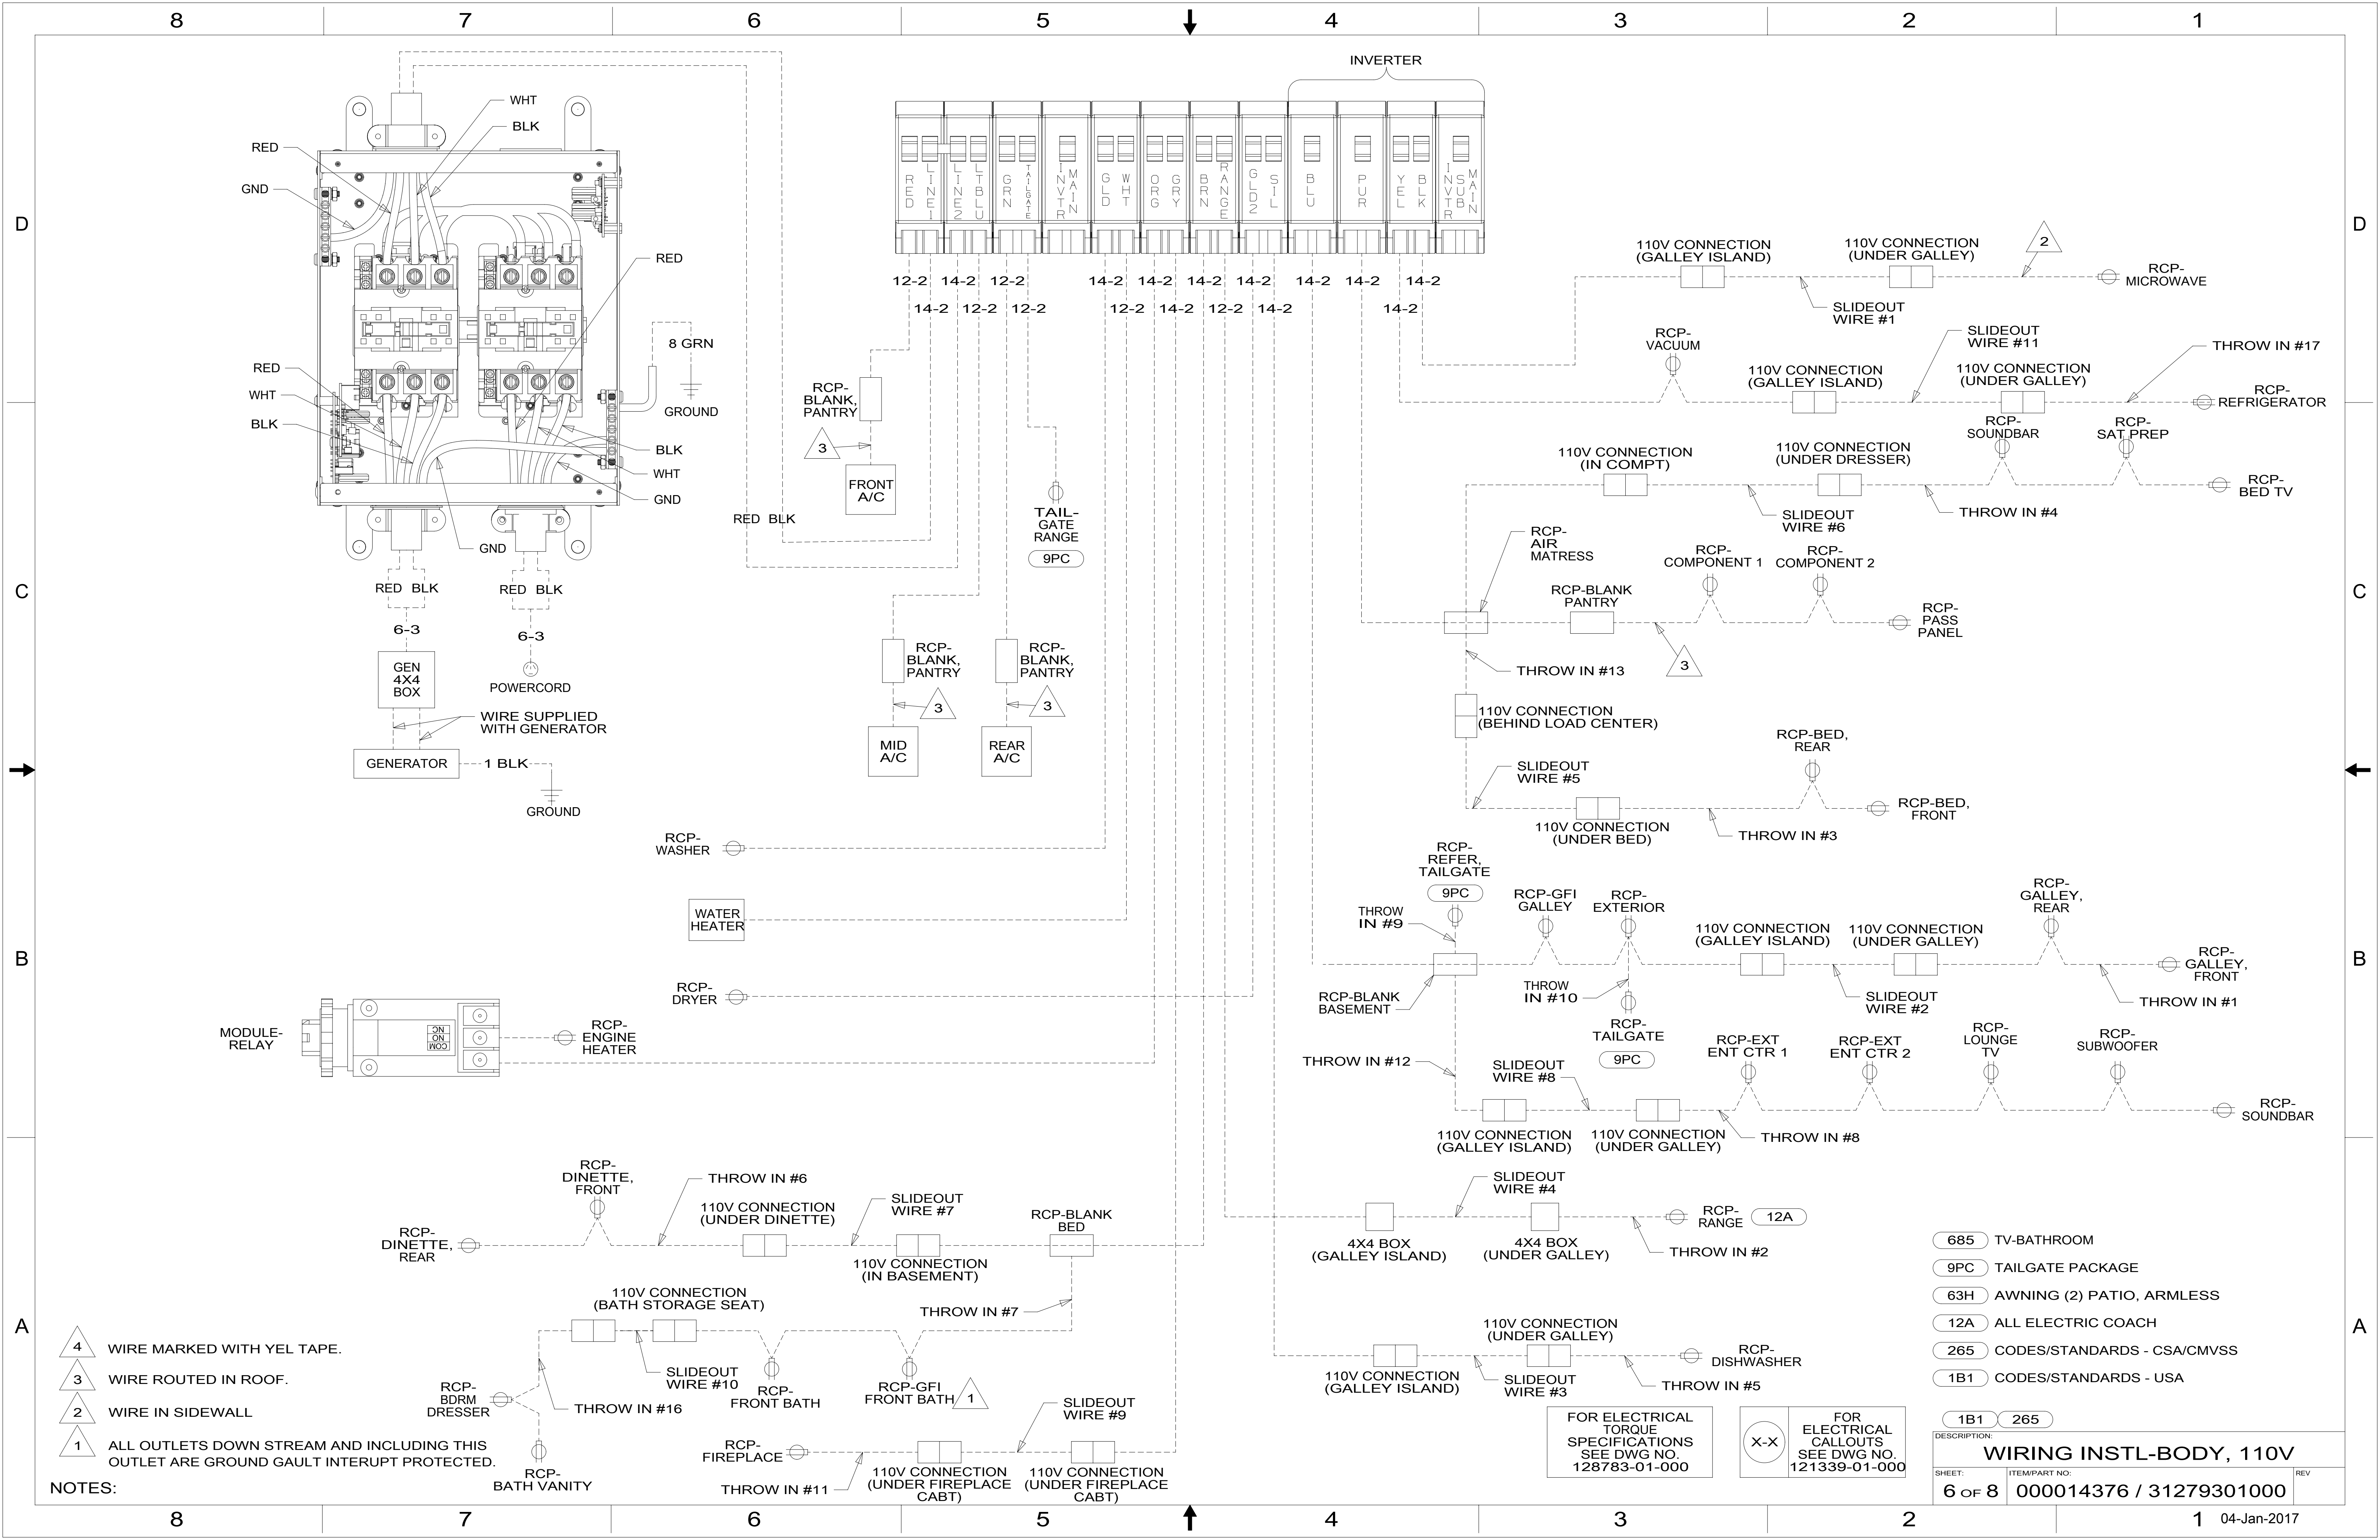 8 7 6 5 4 3 2 1
INVERTER
WHT
BLK
RED
GND
RED
8 GRN
GROUND
RED
WHT
BLK
BLK
WHT
GND
GND
RED BLK
RED BLK
RED BLK
6-3
6-3
GEN
4X4
BOX
POWERCORD
WIRE SUPPLIED
WITH GENERATOR
GENERATOR
1 BLK
GROUND
RED
LINE1
LINE2
LTBLU
GRN
TAILGATE
INVTR
MAIN
GLD
WHT
ORG
GRY
BRN
RANGE
GLD2
SIL
BLU
PUR
YEL
BLK
INVTR
SUB
MAIN
12-2 14-2 12-2 14-2 14-2 14-2 14-2 14-2 14-2 14-2
14-2 12-2 12-2 12-2 14-2 12-2 14-2 14-2
D
D
RCP-
BLANK,
PANTRY
3
FRONT
A/C
TAIL-
GATE
RANGE
9PC
RCP-
BLANK,
PANTRY
3
MID
A/C
RCP-
BLANK,
PANTRY
3
REAR
A/C
110V CONNECTION
(GALLEY ISLAND)
110V CONNECTION
(UNDER GALLEY)
2
SLIDEOUT
WIRE #1
RCP-
MICROWAVE
RCP-
VACUUM
110V CONNECTION
(GALLEY ISLAND)
SLIDEOUT
WIRE #11
110V CONNECTION
(UNDER GALLEY)
THROW IN #17
RCP-
REFRIGERATOR
110V CONNECTION
(IN COMPT)
SLIDEOUT
WIRE #6
110V CONNECTION
(UNDER DRESSER)
THROW IN #4
RCP-
SOUNDBAR
RCP-
SAT PREP
RCP-
BED TV
RCP-
AIR
MATRESS
RCP-BLANK
PANTRY
3
RCP-
COMPONENT 1
RCP-
COMPONENT 2
RCP-
PASS
PANEL
C
C
THROW IN #13
110V CONNECTION
(BEHIND LOAD CENTER)
SLIDEOUT
WIRE #5
110V CONNECTION
(UNDER BED)
THROW IN #3
RCP-BED,
REAR
RCP-BED,
FRONT
RCP-
WASHER
WATER
HEATER
RCP-
DRYER
MODULE-
RELAY
NC
NO
COM
RCP-
ENGINE
HEATER
RCP-
REFER,
TAILGATE
9PC
THROW
IN #9
RCP-BLANK
BASEMENT
RCP-GFI
GALLEY
RCP-
EXTERIOR
THROW
IN #10
RCP-
TAILGATE
9PC
110V CONNECTION
(GALLEY ISLAND)
SLIDEOUT
WIRE #2
110V CONNECTION
(UNDER GALLEY)
RCP-
GALLEY,
REAR
THROW IN #1
RCP-
GALLEY,
FRONT
B
B
THROW IN #12
110V CONNECTION
(GALLEY ISLAND)
SLIDEOUT
WIRE #8
110V CONNECTION
(UNDER GALLEY)
THROW IN #8
RCP-EXT
ENT CTR 1
RCP-EXT
ENT CTR 2
RCP-
LOUNGE
TV
RCP-
SUBWOOFER
RCP-
SOUNDBAR
RCP-
DINETTE,
FRONT
RCP-
DINETTE,
REAR
THROW IN #6
110V CONNECTION
(UNDER DINETTE)
SLIDEOUT
WIRE #7
110V CONNECTION
(IN BASEMENT)
RCP-BLANK
BED
THROW IN #7
110V CONNECTION
(BATH STORAGE SEAT)
SLIDEOUT
WIRE #10
RCP-
FRONT BATH
RCP-GFI
FRONT BATH
1
RCP-
BDRM
DRESSER
THROW IN #16
RCP-
BATH VANITY
RCP-
FIREPLACE
THROW IN #11
110V CONNECTION
(UNDER FIREPLACE
CABT)
SLIDEOUT
WIRE #9
110V CONNECTION
(UNDER FIREPLACE
CABT)
4X4 BOX
(GALLEY ISLAND)
SLIDEOUT
WIRE #4
4X4 BOX
(UNDER GALLEY)
THROW IN #2
RCP-
RANGE
12A
110V CONNECTION
(GALLEY ISLAND)
SLIDEOUT
WIRE #3
110V CONNECTION
(UNDER GALLEY)
THROW IN #5
RCP-
DISHWASHER
A
A
4 WIRE MARKED WITH YEL TAPE.
3 WIRE ROUTED IN ROOF.
2 WIRE IN SIDEWALL
1 ALL OUTLETS DOWN STREAM AND INCLUDING THIS
OUTLET ARE GROUND GAULT INTERUPT PROTECTED.
NOTES:
685 TV-BATHROOM
9PC TAILGATE PACKAGE
63H AWNING (2) PATIO, ARMLESS
12A ALL ELECTRIC COACH
265 CODES/STANDARDS - CSA/CMVSS
1B1 CODES/STANDARDS - USA
FOR ELECTRICAL
TORQUE
SPECIFICATIONS
SEE DWG NO.
128783-01-000
X-X
FOR
ELECTRICAL
CALLOUTS
SEE DWG NO.
121339-01-000
1B1 265
DESCRIPTION:
WIRING INSTL-BODY, 110V
SHEET:
6 OF 8
ITEM/PART NO:
000014376 / 31279301000
REV
8 7 6 5 4 3 2 1
04-Jan-2017